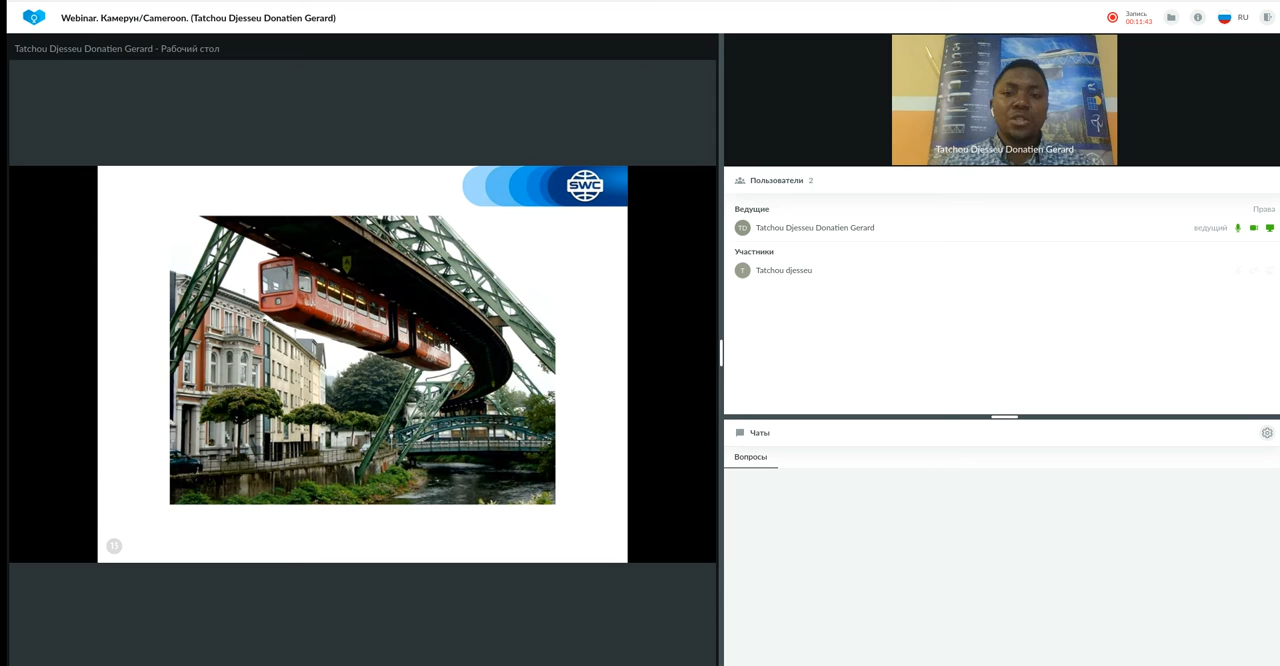 Webinar. Камерун/Cameroon. (Tatchou Djesseu Donatien Gerard)
Запись
00:11:43
RU
Tatchou Djesseu Donatien Gerard - Рабочий стол
SWC
15
Tatchou Djesseu Donatien Gerard
Пользователи 2
Ведущие Права
TD Tatchou Djesseu Donatien Gerard ведущий
Участники
T Tatchou djesseu
Чаты
Вопросы